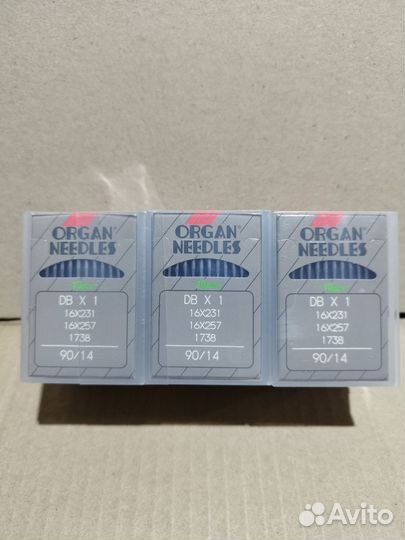 ORGAN®
NEEDLES
DB X 1
16X231
16X257
1738
90/14
ORGAN®
NEEDLES
DB X 1
16X231
16X257
1738
90/14
ORGAN®
NEEDLES
DB X 1
16X231
16X257
1738
90/14
Avito